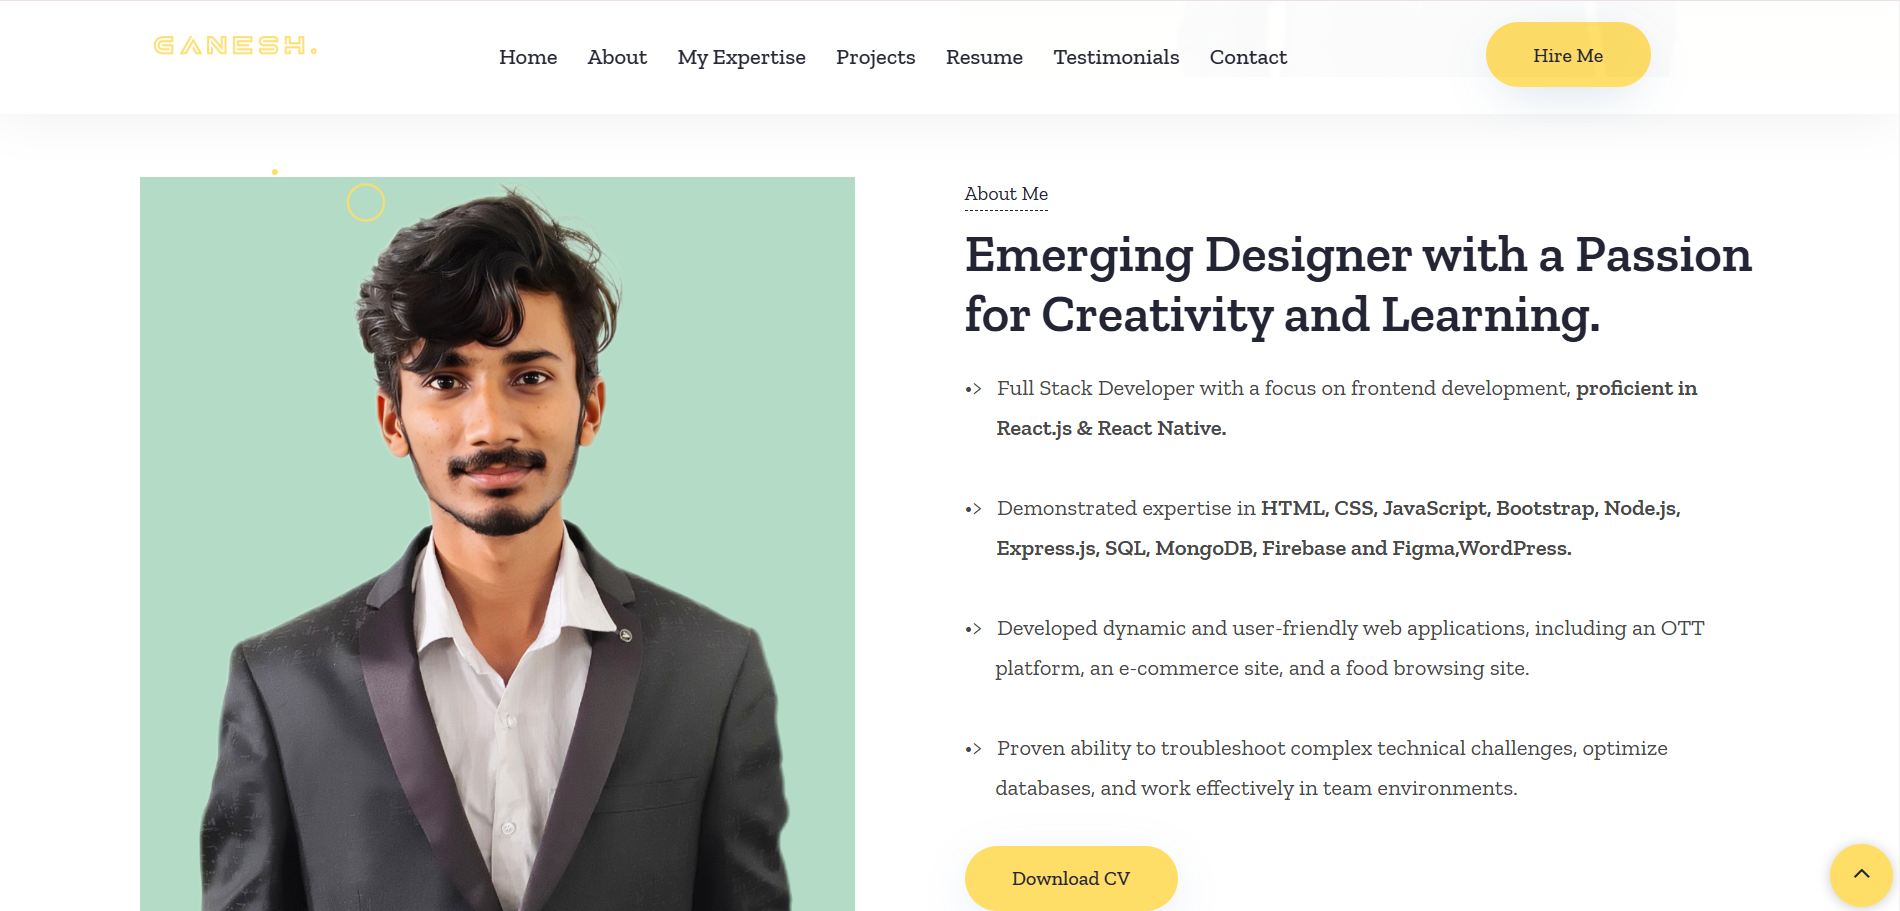 GANESH.
Home About My Expertise Projects Resume Testimonials Contact
Hire Me
About Me
Emerging Designer with a Passion
for Creativity and Learning.
•> Full Stack Developer with a focus on frontend development, proficient in
React.js & React Native.
•> Demonstrated expertise in HTML, CSS, JavaScript, Bootstrap, Node.js,
Express.js, SQL, MongoDB, Firebase and Figma,WordPress.
•> Developed dynamic and user-friendly web applications, including an OTT
platform, an e-commerce site, and a food browsing site.
•> Proven ability to troubleshoot complex technical challenges, optimize
databases, and work effectively in team environments.
Download CV